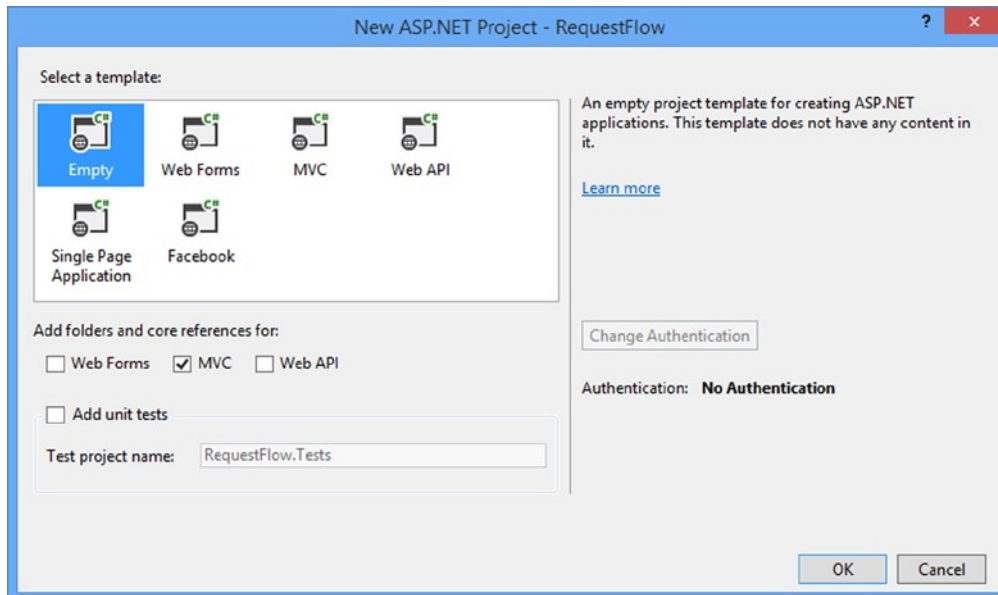 New ASP.NET Project - RequestFlow
?
x
Select a template:
C#
C#
C#
C#
Empty
Web Forms
MVC
Web API
C#
C#
Single Page
Application
Facebook
An empty project template for creating ASP.NET
applications. This template does not have any content in
it.
Learn more
Add folders and core references for:
Web Forms
MVC
Web API
Change Authentication
Authentication: No Authentication
Add unit tests
Test project name: RequestFlow.Tests
OK
Cancel